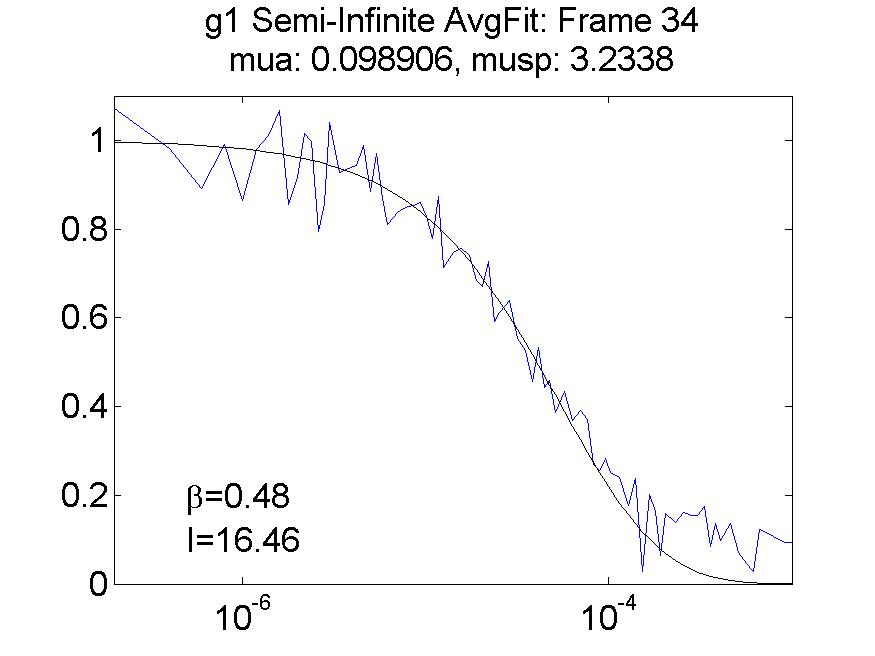 g1 Semi-Infinite AvgFit: Frame 34
mua: 0.098906, musp: 3.2338
1
0.8
0.6
0.4
0.2
0
β=0.48
I=16.46
10^-6
10^-4